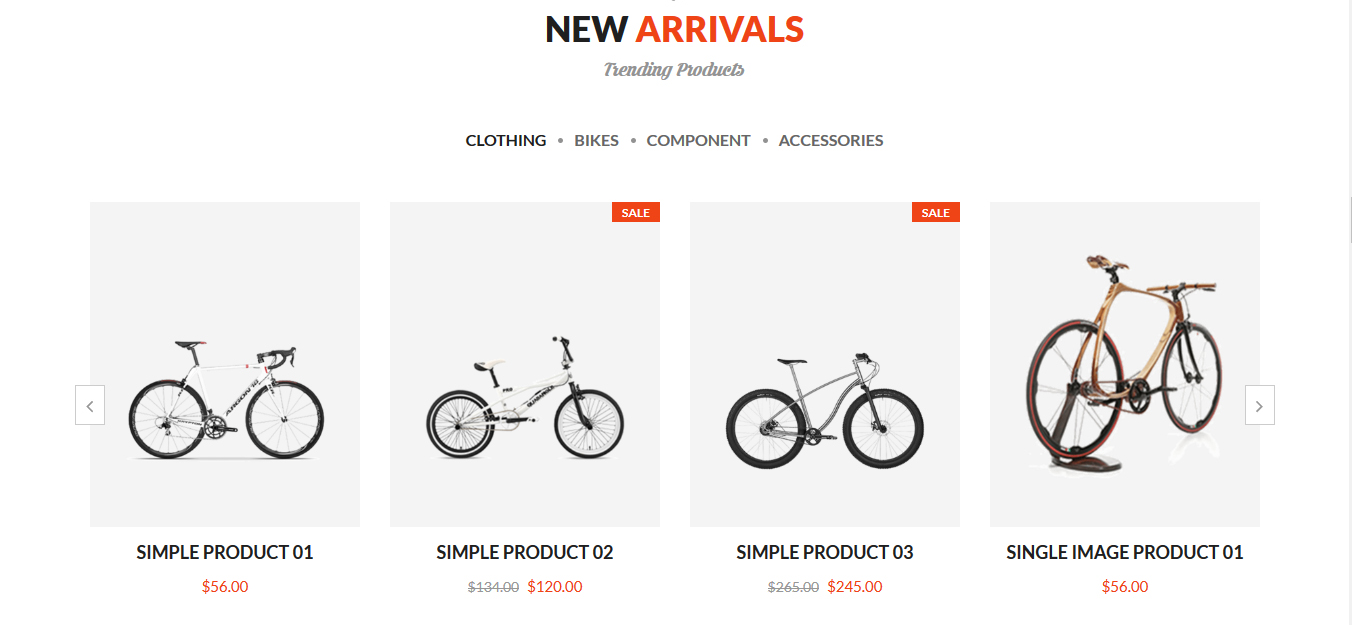 NEW ARRIVALS
Trending Products
CLOTHING • BIKES • COMPONENT • ACCESSORIES
SALE
SALE
PRO
SIMPLE PRODUCT 01
SIMPLE PRODUCT 02
SIMPLE PRODUCT 03
SINGLE IMAGE PRODUCT 01
$56.00
$134.00 $120.00
$265.00 $245.00
$56.00